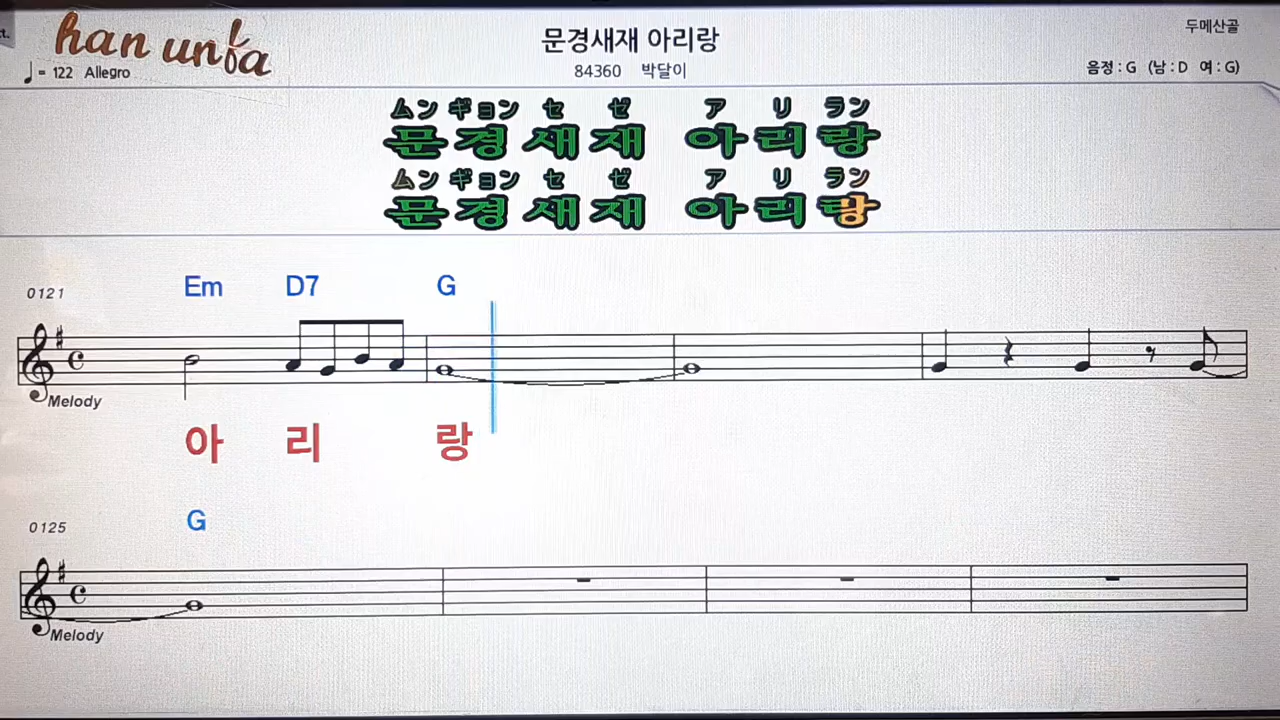 t.
han unba
두메산골
문경새재 아리랑
♩= 122 Allegro
84360 박달이
음정 : G (남 : D 여 : G)
ムン ギョン セ ゼ ア リ ラン
문경새재 아리랑
ムン ギョン セ ゼ ア リ ラン
문경새재 아리랑
0121 Em D7 G
Melody
아 리 랑
0125 G
Melody